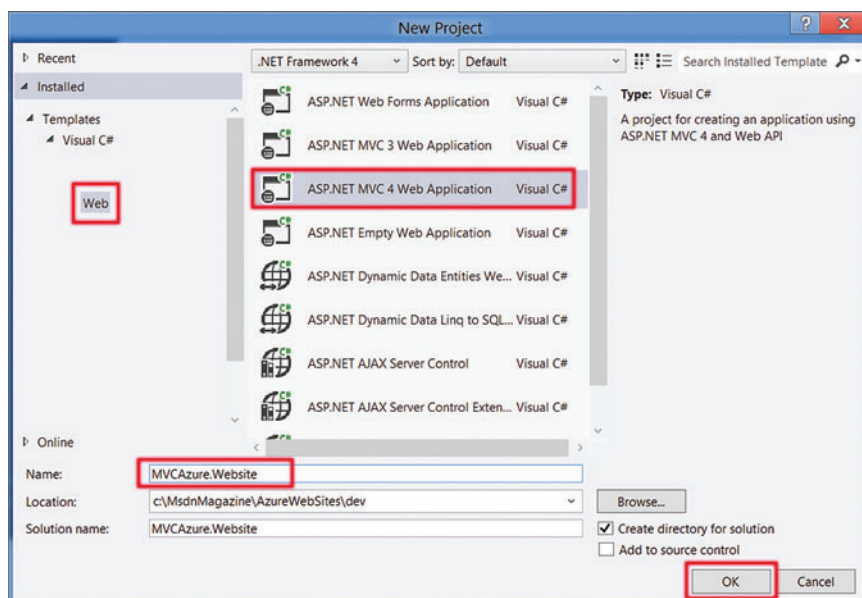 New Project
?
X
Recent
.NET Framework 4
Sort by: Default
Search Installed Template
Installed
Templates
Visual C#
Web
Online
ASP.NET Web Forms Application Visual C#
ASP.NET MVC 3 Web Application Visual C#
ASP.NET MVC 4 Web Application Visual C#
ASP.NET Empty Web Application Visual C#
ASP.NET Dynamic Data Entities We... Visual C#
ASP.NET Dynamic Data Linq to SQL... Visual C#
ASP.NET AJAX Server Control Visual C#
ASP.NET AJAX Server Control Exten... Visual C#
Type: Visual C#
A project for creating an application using
ASP.NET MVC 4 and Web API
Name: MVCAzure.Website
Location: c:\MsdnMagazine\AzureWebSites\dev
Browse...
Solution name: MVCAzure.Website
Create directory for solution
Add to source control
OK
Cancel